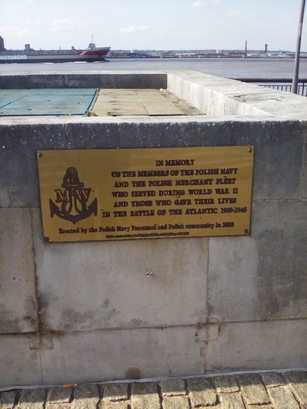 IN MEMORY
OF THE MEMBERS OF THE POLISH NAVY
AND THE POLISH MERCHANT FLEET
WHO SERVED DURING WORLD WAR II
AND THOSE WHO GAVE THEIR LIVES
IN THE BATTLE OF THE ATLANTIC 1939-1945
Erected by the Polish Navy Personnel and Polish community in 2003